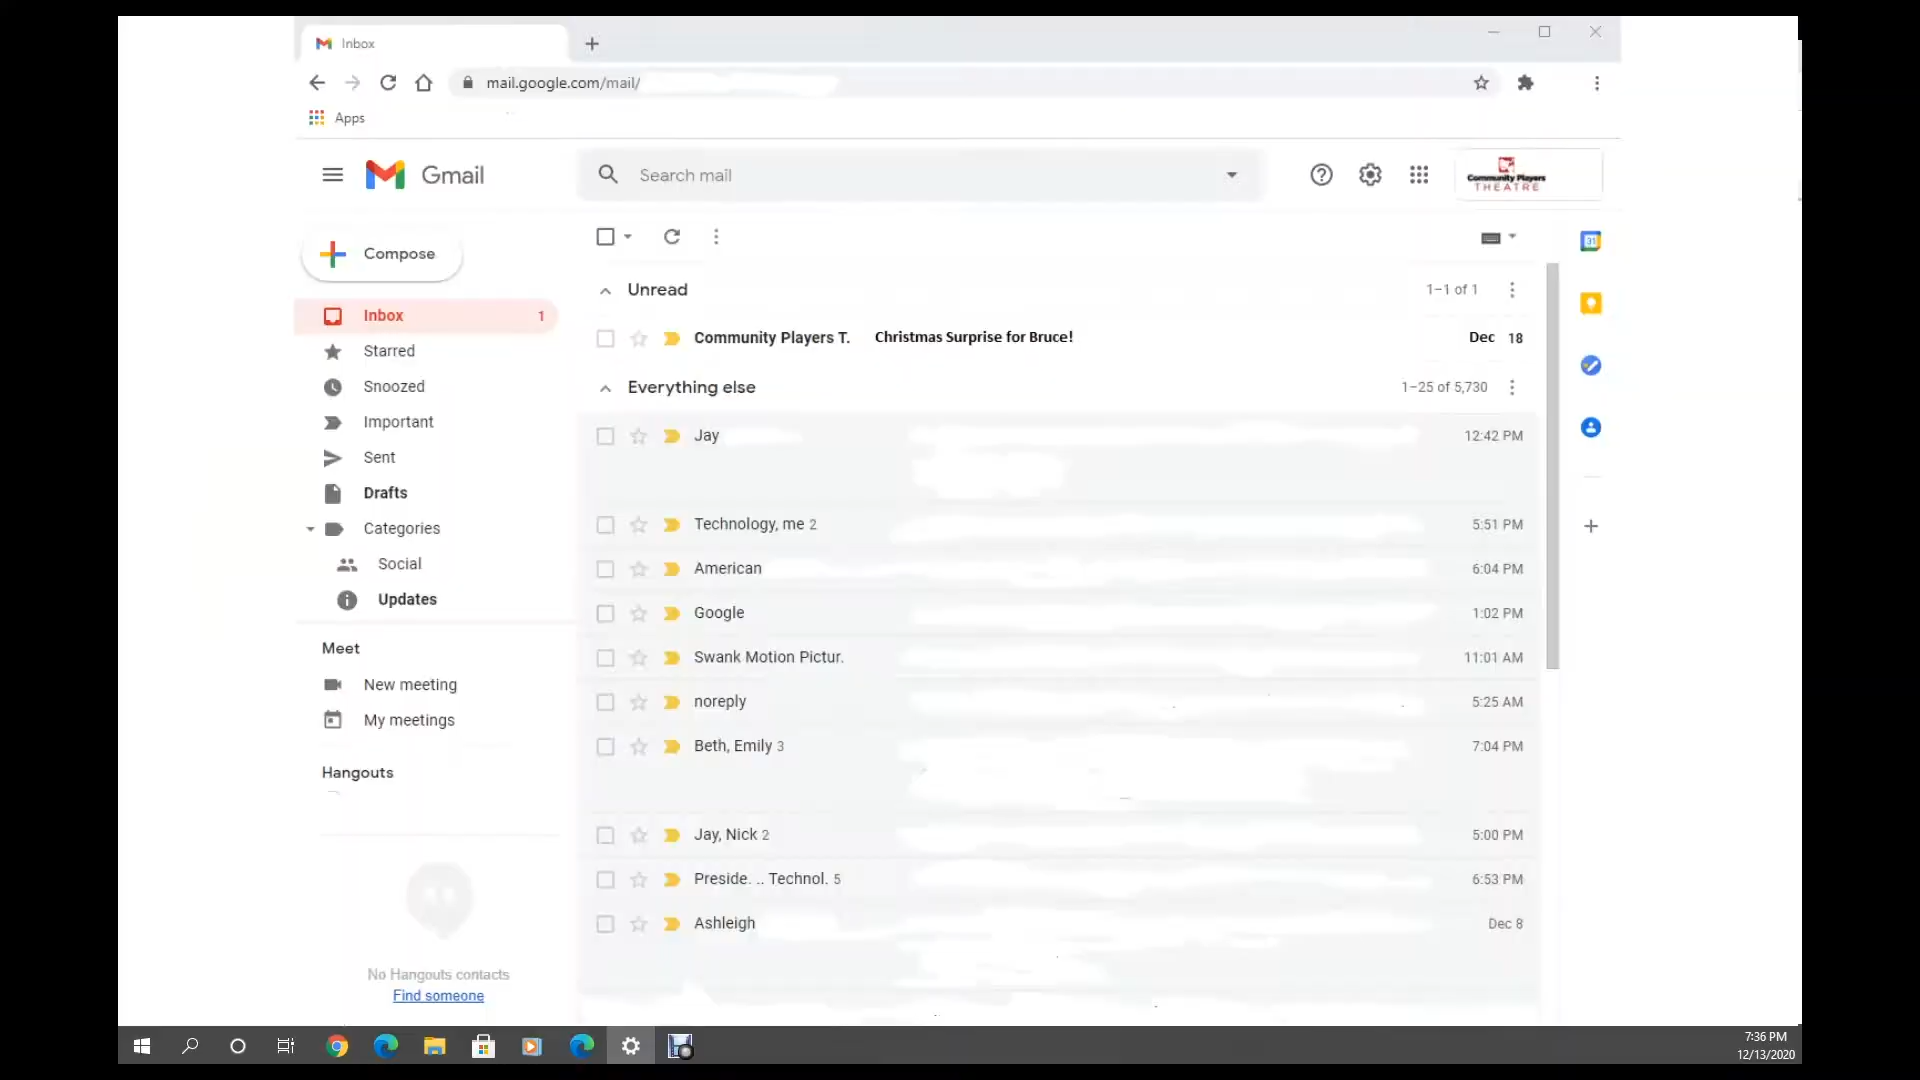 Inbox
mail.google.com/mail/
Apps
Gmail
Search mail
Community Players
THEATRE
Compose
31
Unread
1–1 of 1
Inbox 1
Community Players T. Christmas Surprise for Bruce! Dec 18
Starred
Snoozed
Everything else
1–25 of 5,730
Important
Jay 12:42 PM
Sent
Drafts
Categories
Technology, me 2 5:51 PM
Social
American 6:04 PM
Updates
Google 1:02 PM
Meet
Swank Motion Pictur. 11:01 AM
New meeting
noreply 5:25 AM
My meetings
Beth, Emily 3 7:04 PM
Hangouts
Jay, Nick 2 5:00 PM
Preside. .. Technol. 5 6:53 PM
Ashleigh Dec 8
No Hangouts contacts
Find someone
7:36 PM
12/13/2020